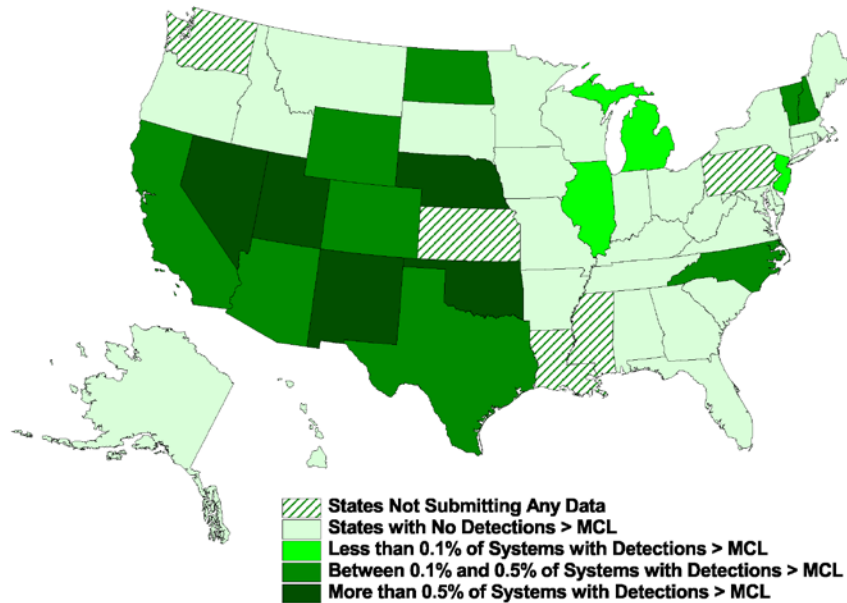 States Not Submitting Any Data
States with No Detections > MCL
Less than 0.1% of Systems with Detections > MCL
Between 0.1% and 0.5% of Systems with Detections > MCL
More than 0.5% of Systems with Detections > MCL